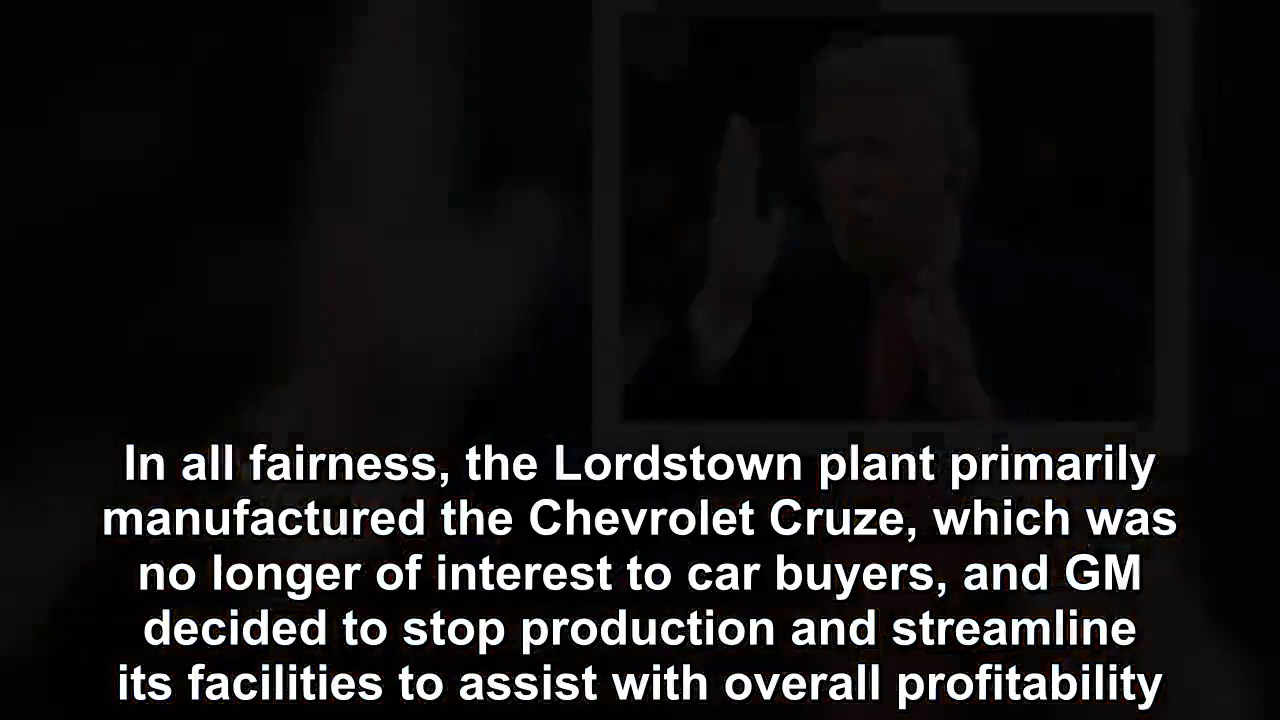 In all fairness, the Lordstown plant primarily
manufactured the Chevrolet Cruze, which was
no longer of interest to car buyers, and GM
decided to stop production and streamline
its facilities to assist with overall profitability